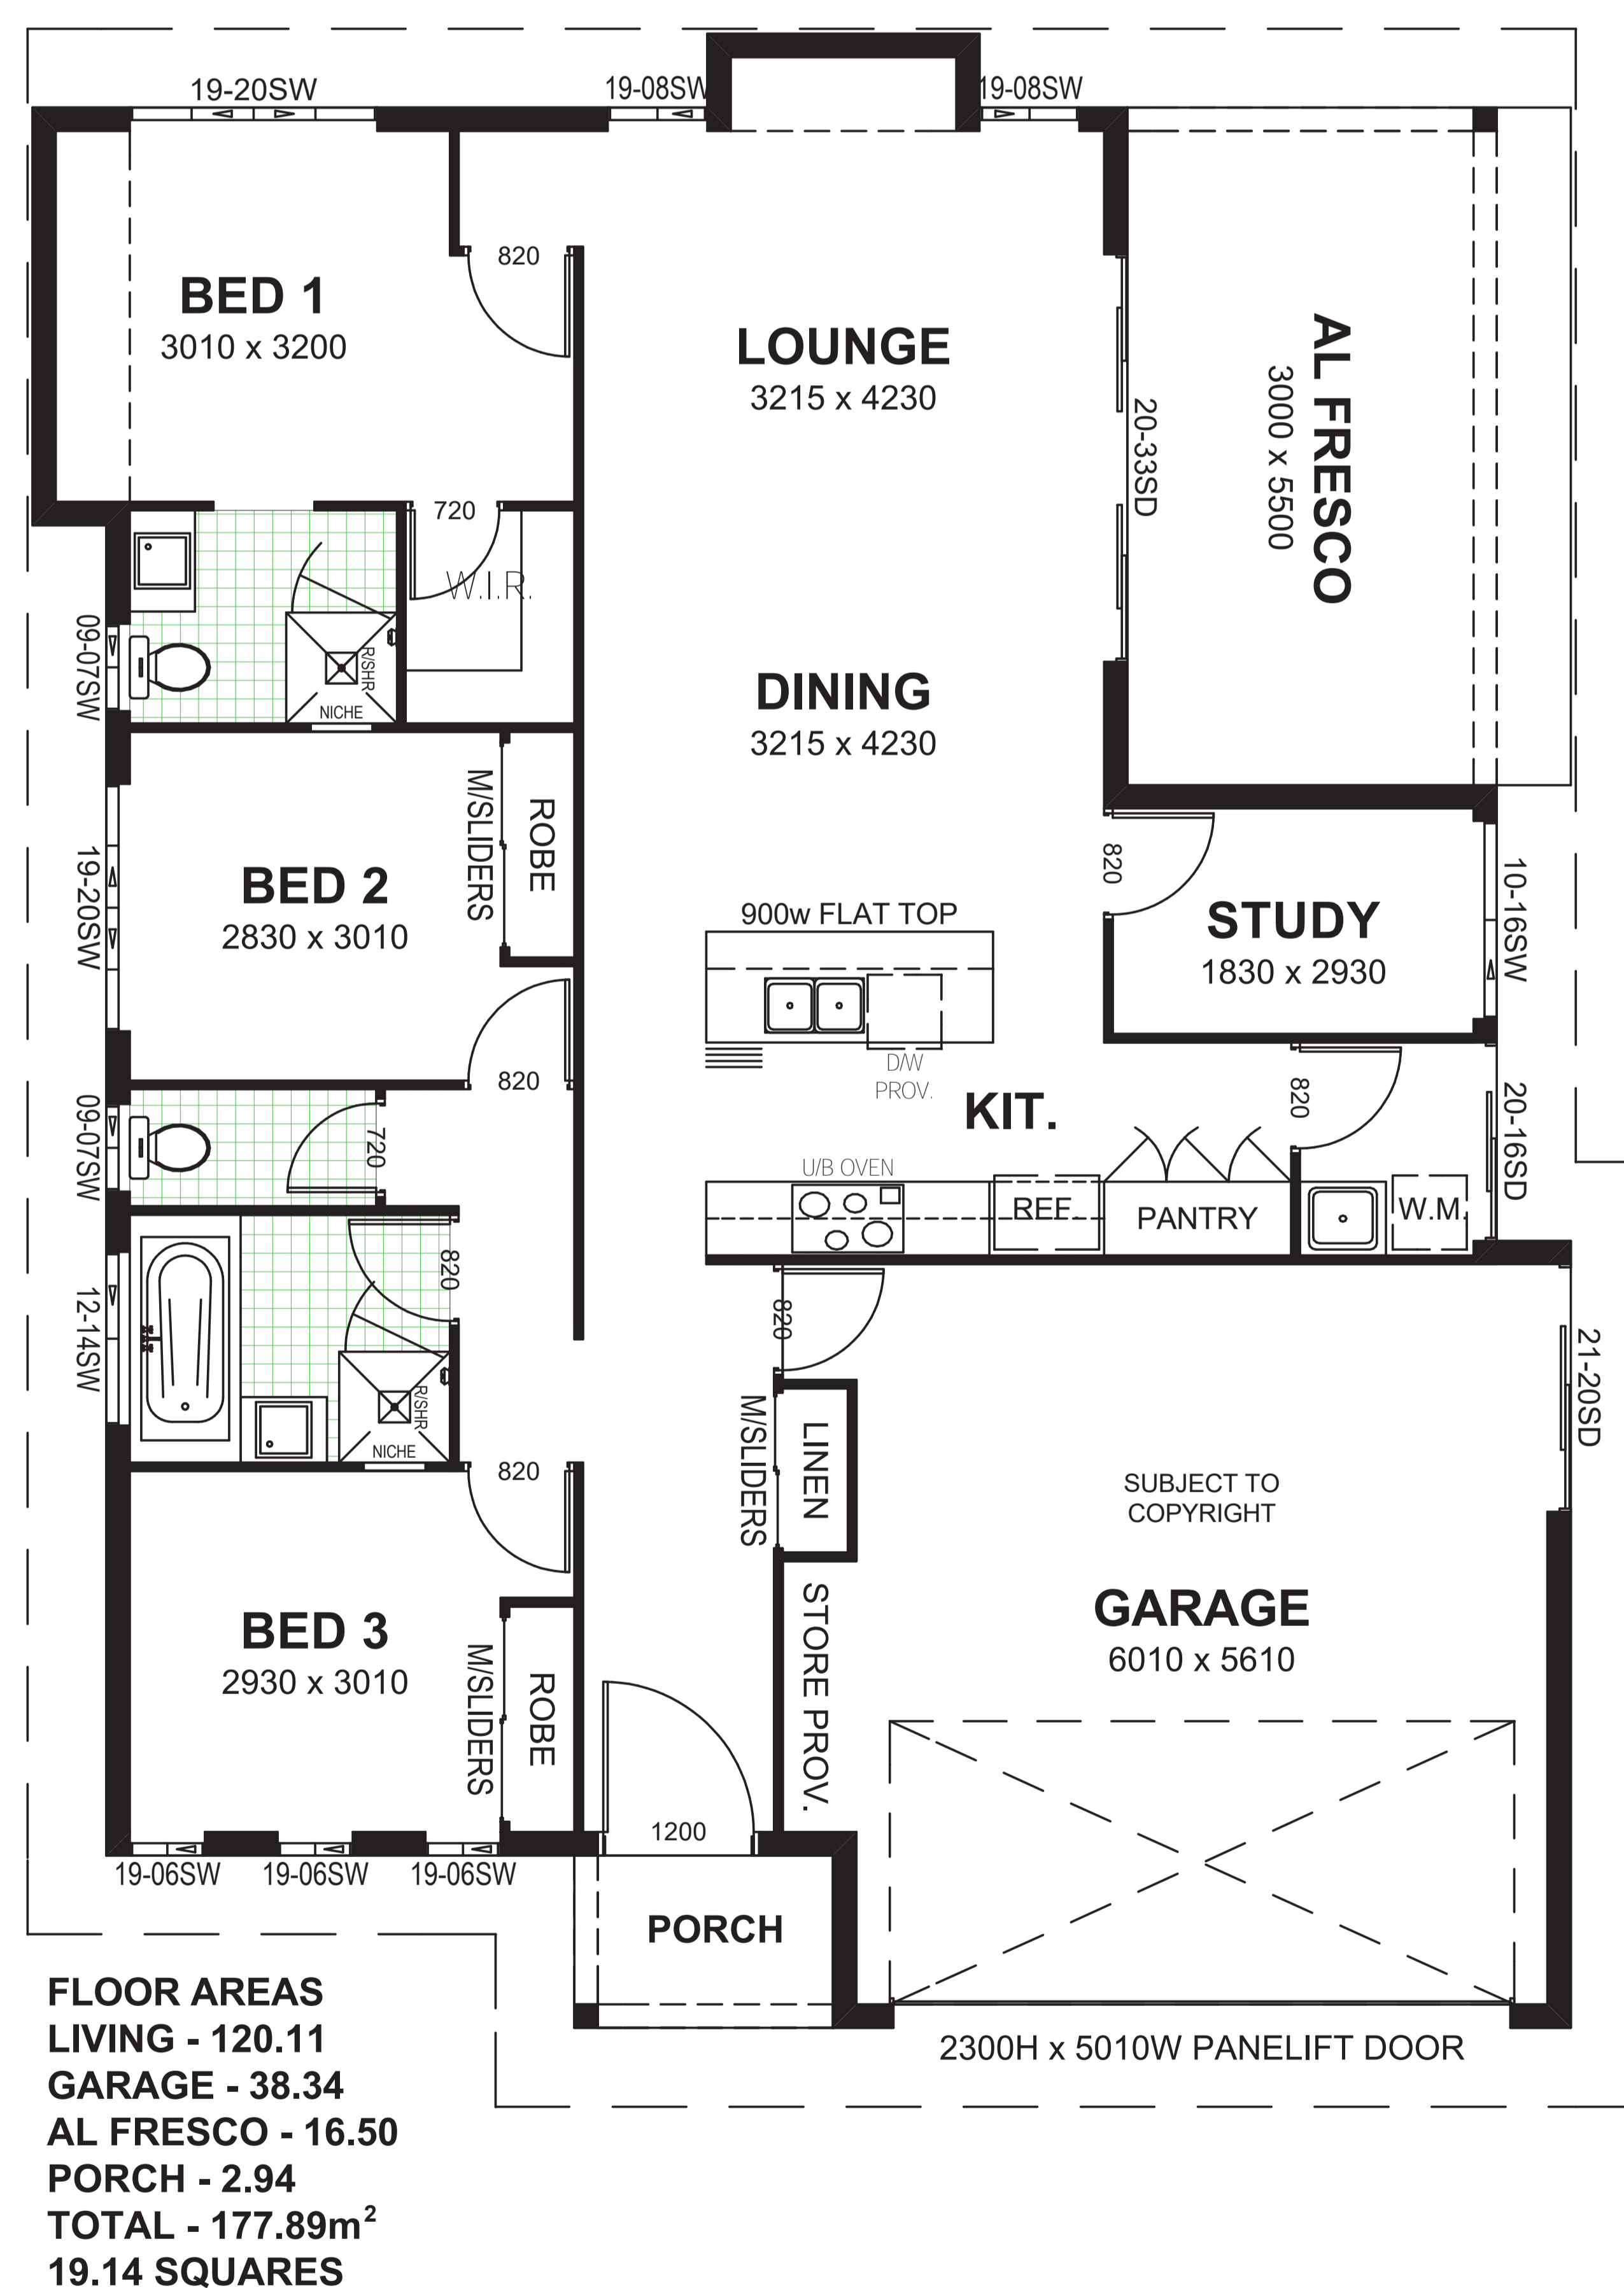 19-20SW
19-08SW
19-08SW
BED 1
3010 x 3200
820
LOUNGE
3215 x 4230
AL FRESCO
3000 x 5500
20-33SD
720
W.I.R.
09-07SW
R/SHR
NICHE
DINING
3215 x 4230
M/SLIDERS
ROBE
19-20SW
BED 2
2830 x 3010
820
900w FLAT TOP
820
STUDY
1830 x 2930
10-16SW
D/W
PROV.
KIT.
820
20-16SD
09-07SW
720
U/B OVEN
REF.
PANTRY
W.M.
12-14SW
820
R/SHR
NICHE
820
820
M/SLIDERS
LINEN
21-20SD
SUBJECT TO
COPYRIGHT
BED 3
2930 x 3010
M/SLIDERS
ROBE
STORE PROV.
GARAGE
6010 x 5610
1200
19-06SW
19-06SW
19-06SW
PORCH
2300H x 5010W PANELIFT DOOR
FLOOR AREAS
LIVING - 120.11
GARAGE - 38.34
AL FRESCO - 16.50
PORCH - 2.94
TOTAL - 177.89m²
19.14 SQUARES